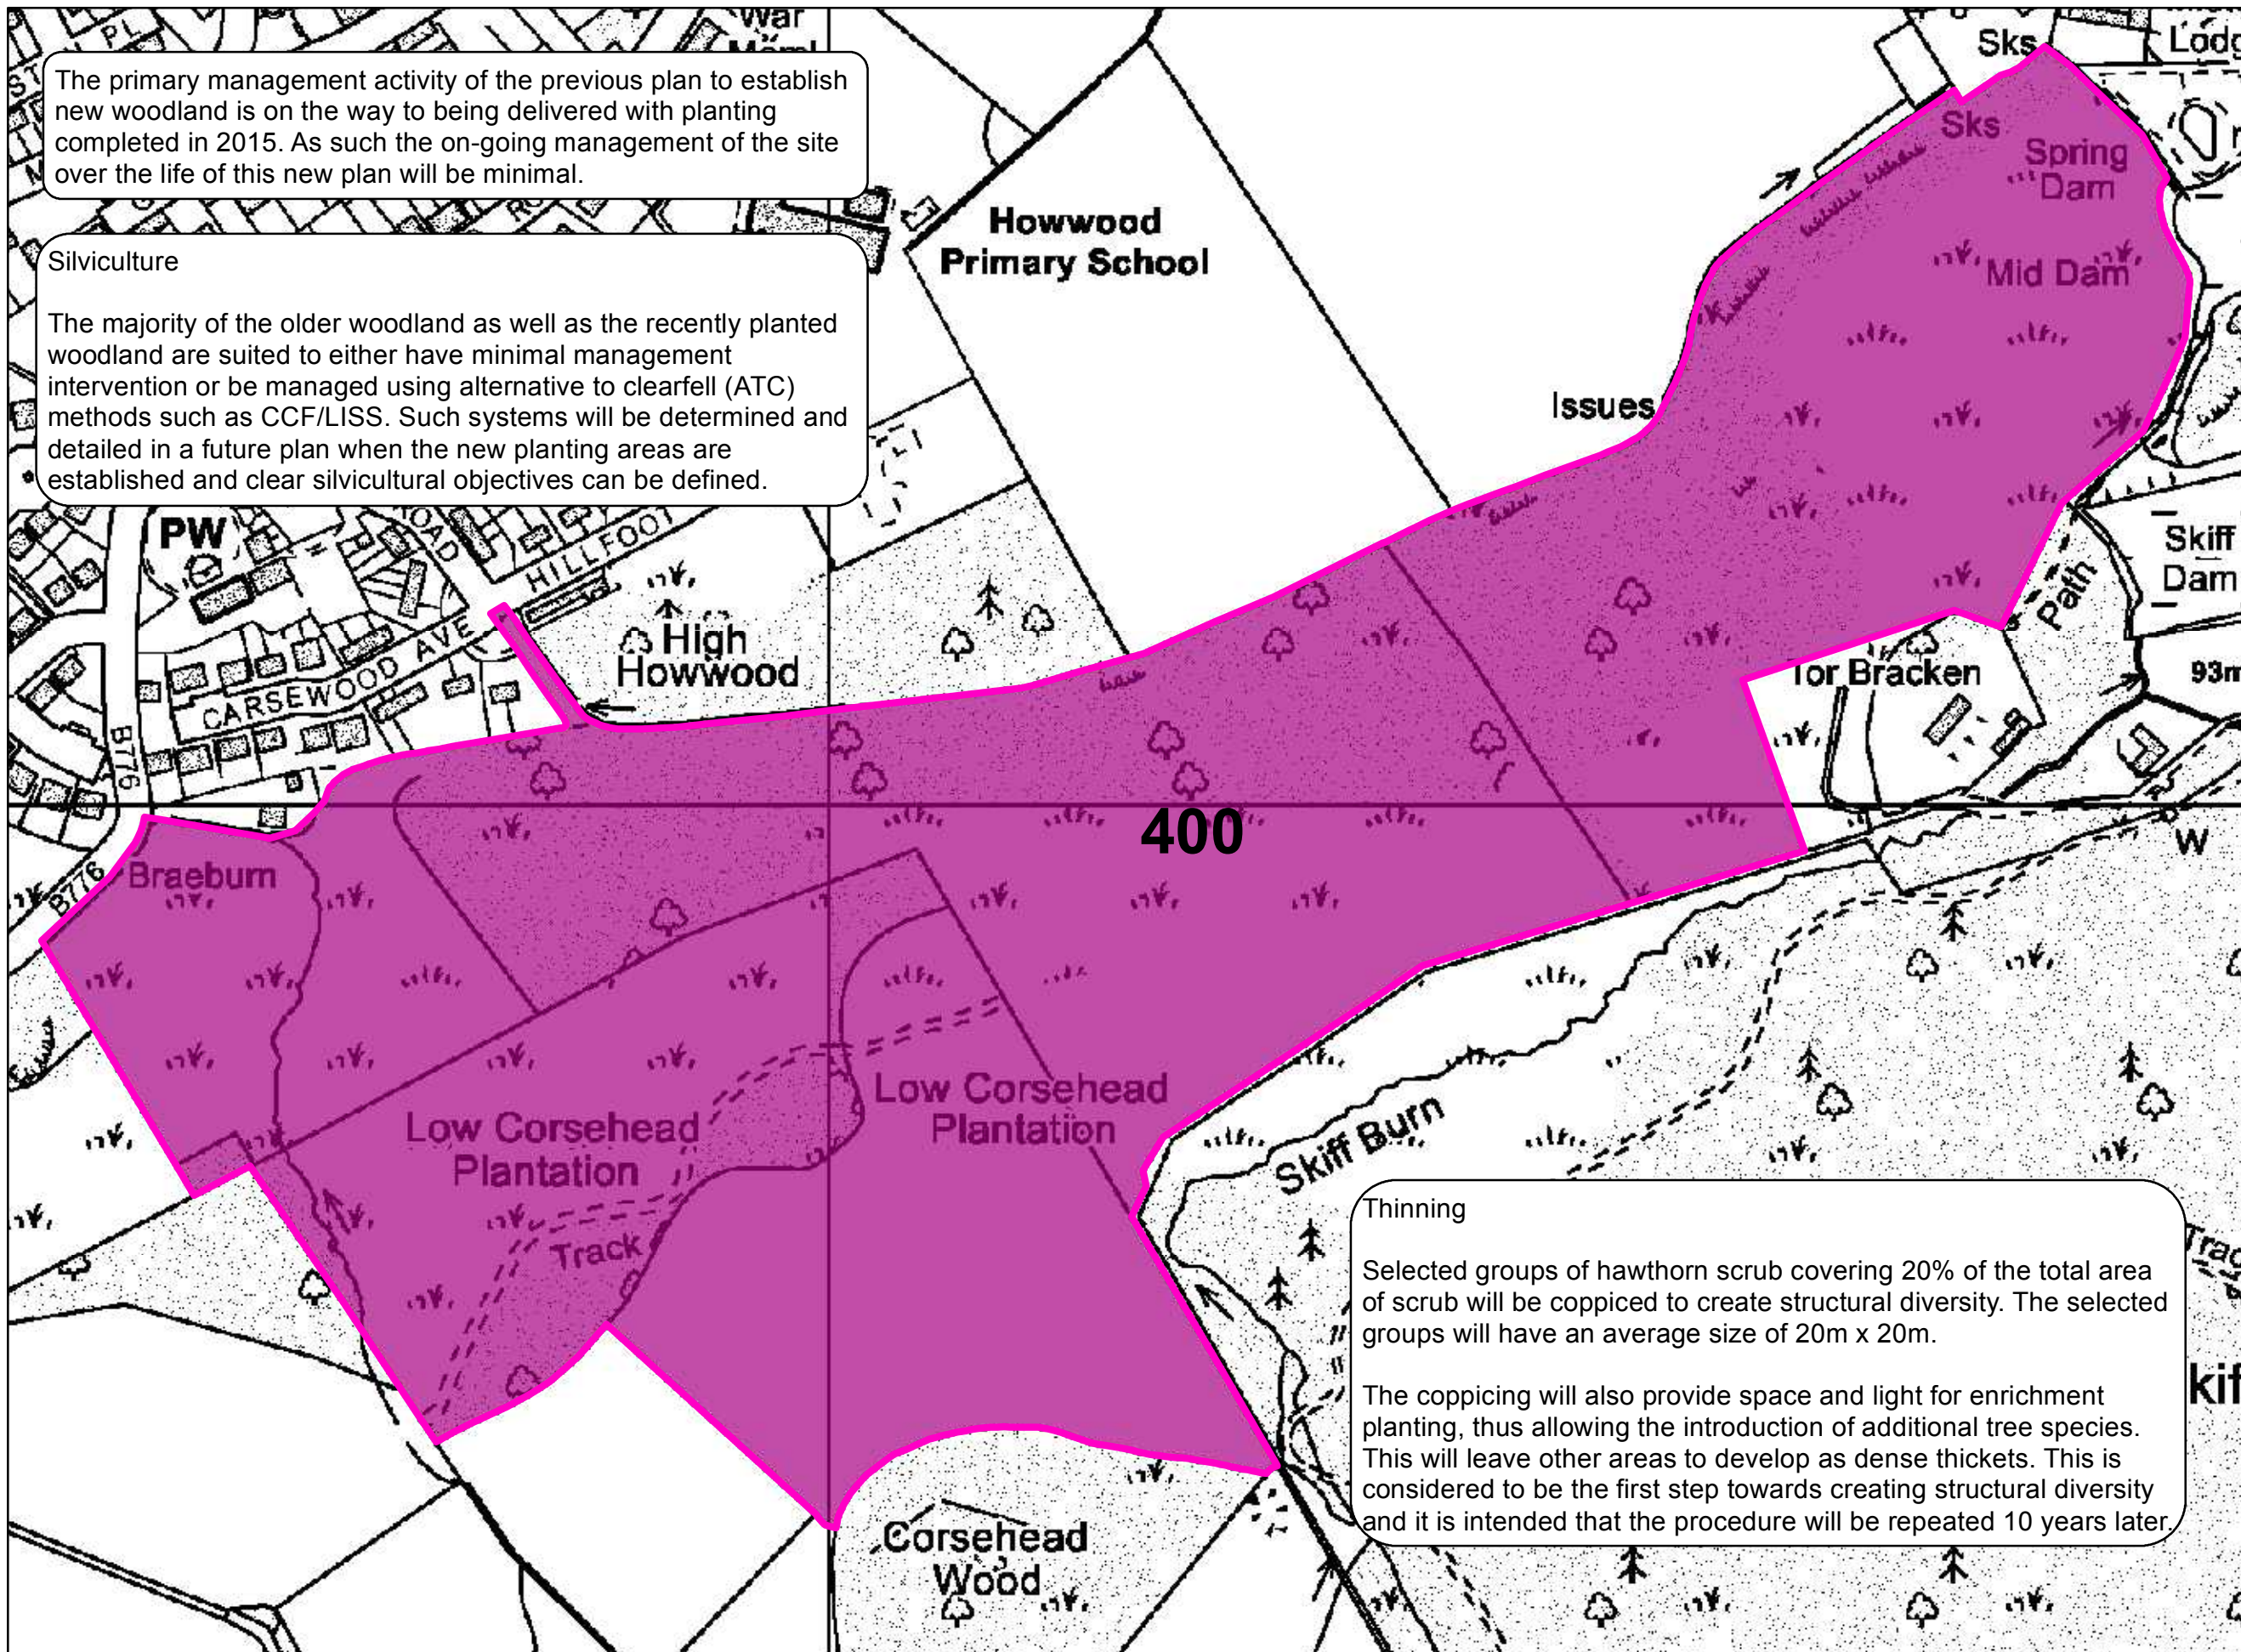 War
Meml
PL
The primary management activity of the previous plan to establish
new woodland is on the way to being delivered with planting
completed in 2015. As such the on-going management of the site
over the life of this new plan will be minimal.
Silviculture
The majority of the older woodland as well as the recently planted
woodland are suited to either have minimal management
intervention or be managed using alternative to clearfell (ATC)
methods such as CCF/LISS. Such systems will be determined and
detailed in a future plan when the new planting areas are
established and clear silvicultural objectives can be defined.
Howwood
Primary School
Sks
Sks
Spring
Dam
Mid Dam
Issues
PW
ROAD
HILLFOOT
CARSEWOOD AVE
B776
High
Howwood
Skiff
Dam
Path
Tor Bracken
93m
W
400
Braeburn
B776
Low Corsehead
Plantation
Low Corsehead
Plantation
Track
Skiff Burn
Thinning
Selected groups of hawthorn scrub covering 20% of the total area
of scrub will be coppiced to create structural diversity. The selected
groups will have an average size of 20m x 20m.
The coppicing will also provide space and light for enrichment
planting, thus allowing the introduction of additional tree species.
This will leave other areas to develop as dense thickets. This is
considered to be the first step towards creating structural diversity
and it is intended that the procedure will be repeated 10 years later.
Corsehead
Wood